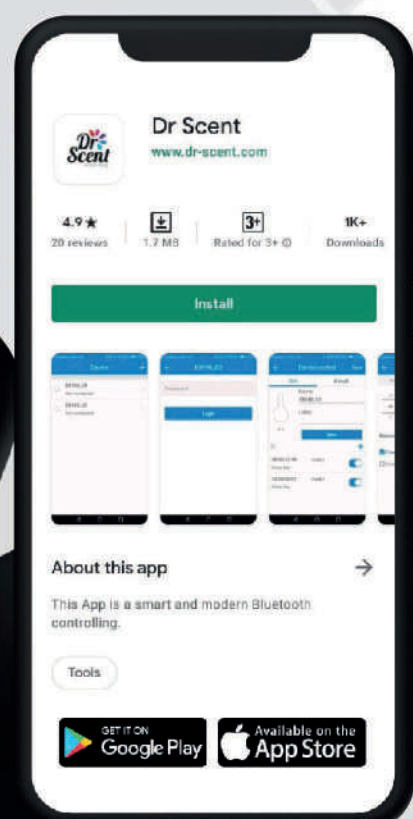 Dr Scent
Dr Scent
www.dr-scent.com
4.9 ★
20 reviews
1.7 MB
3+
Rated for 3+
1K+
Downloads
Install
Login
About this app →
This App is a smart and modern Bluetooth
controlling.
Tools
GET IT ON
Google Play
Available on the
App Store